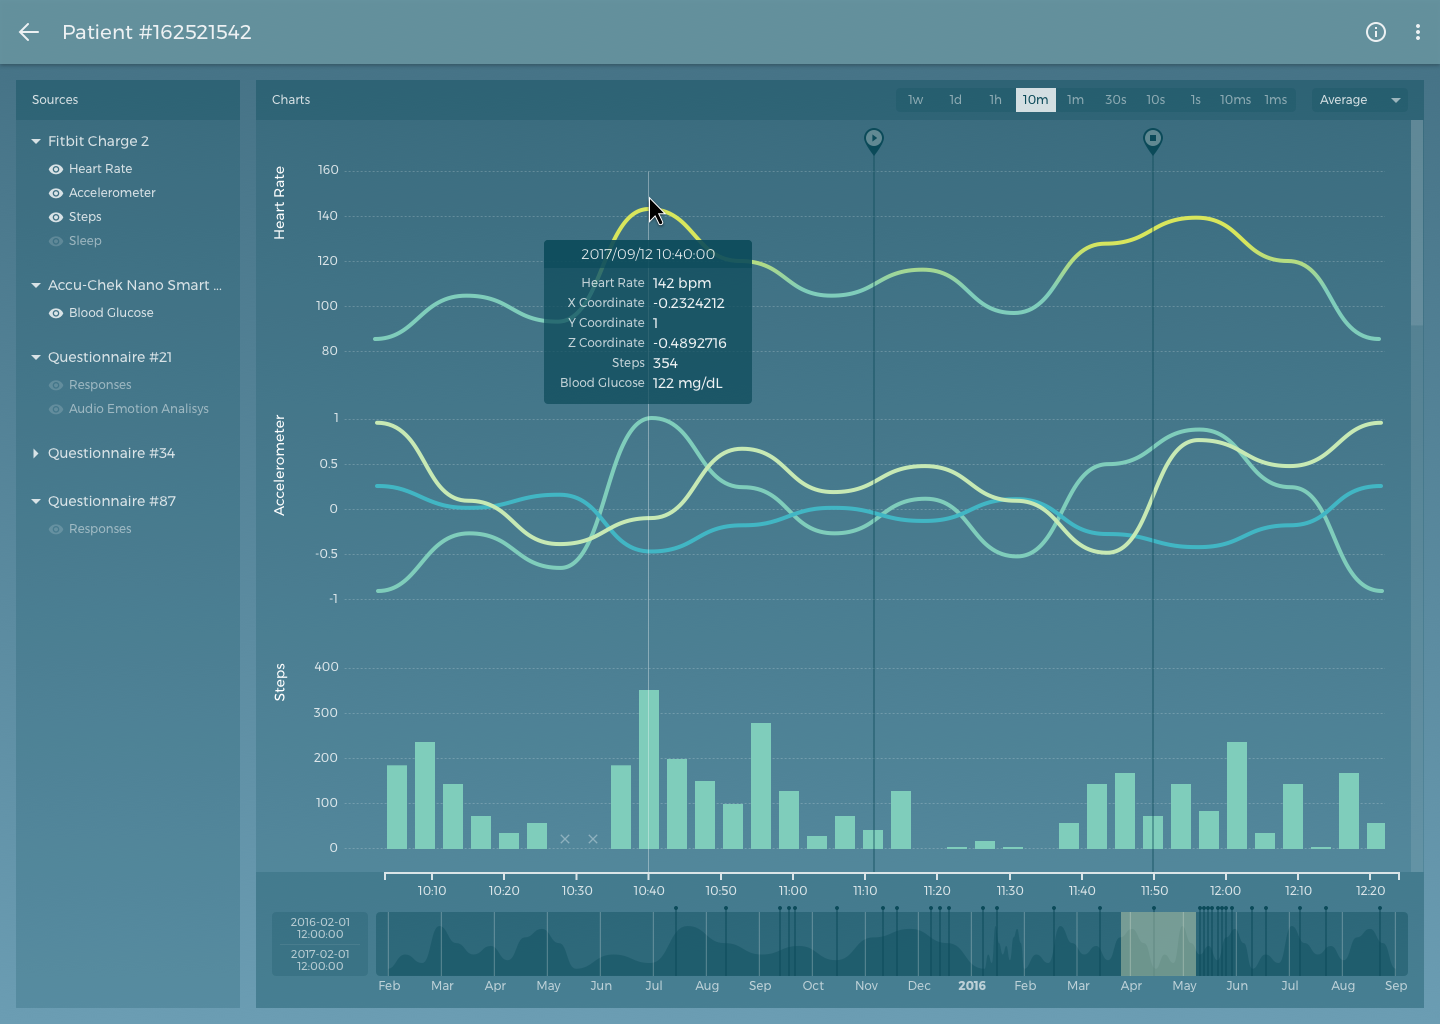 Patient #162521542
Sources
Fitbit Charge 2
Heart Rate
Accelerometer
Steps
Sleep
Accu-Chek Nano Smart ...
Blood Glucose
Questionnaire #21
Responses
Audio Emotion Analisys
Questionnaire #34
Questionnaire #87
Responses
Charts
1w 1d 1h 10m 1m 30s 10s 1s 10ms 1ms Average
Heart Rate
160
140
120
100
80
2017/09/12 10:40:00
Heart Rate 142 bpm
X Coordinate -0.2324212
Y Coordinate 1
Z Coordinate -0.4892716
Steps 354
Blood Glucose 122 mg/dL
Accelerometer
1
0.5
0
-0.5
-1
Steps
400
300
200
100
0
10:10 10:20 10:30 10:40 10:50 11:00 11:10 11:20 11:30 11:40 11:50 12:00 12:10 12:20
2016-02-01
12:00:00
2017-02-01
12:00:00
Feb Mar Apr May Jun Jul Aug Sep Oct Nov Dec 2016 Feb Mar Apr May Jun Jul Aug Sep